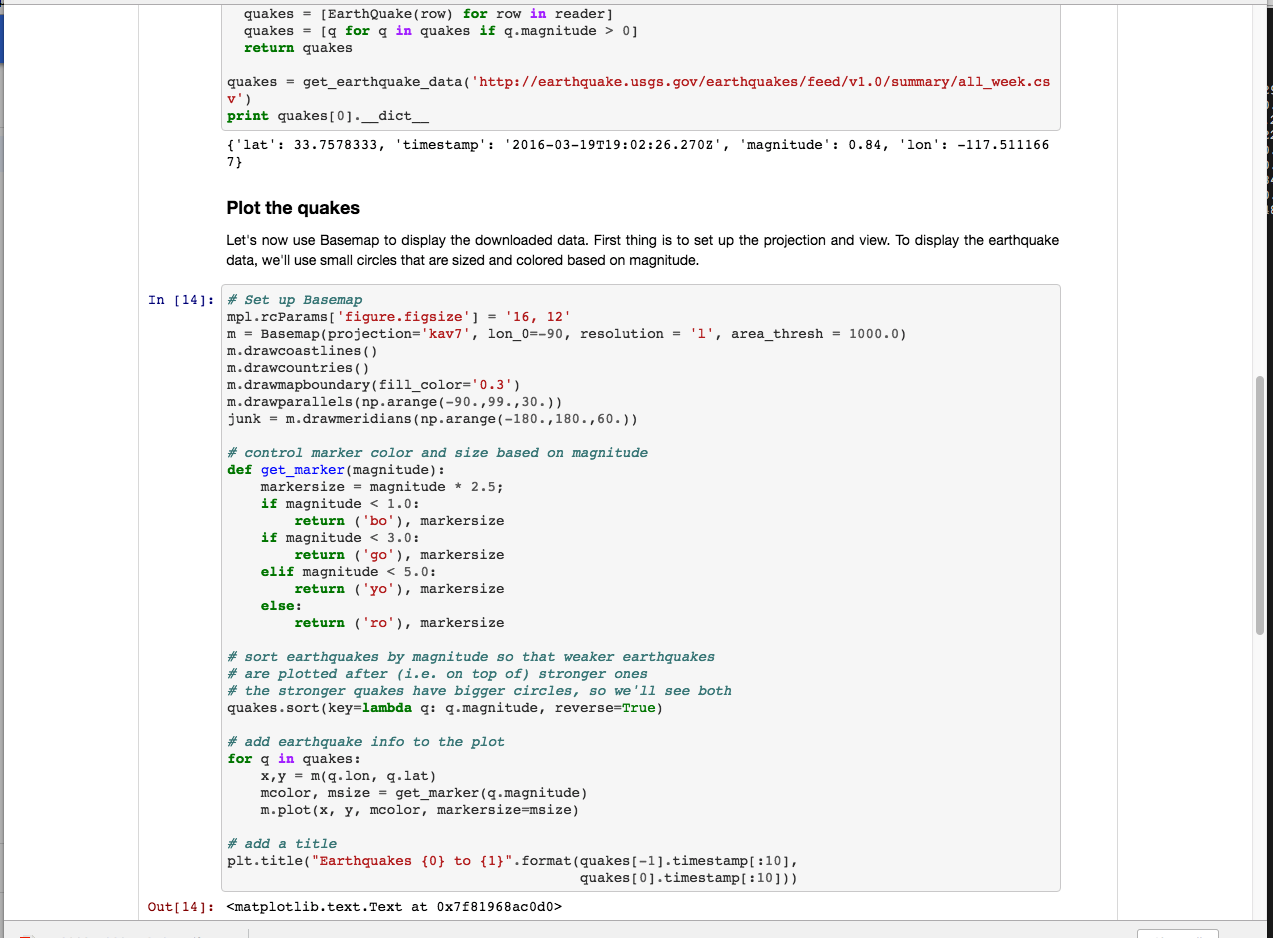 quakes = [EarthQuake(row) for row in reader]
quakes = [q for q in quakes if q.magnitude > 0]
return quakes
quakes = get_earthquake_data('http://earthquake.usgs.gov/earthquakes/feed/v1.0/summary/all_week.cs
v')
print quakes[0].__dict__
{'lat': 33.7578333, 'timestamp': '2016-03-19T19:02:26.270Z', 'magnitude': 0.84, 'lon': -117.511166
7}
Plot the quakes
Let's now use Basemap to display the downloaded data. First thing is to set up the projection and view. To display the earthquake
data, we'll use small circles that are sized and colored based on magnitude.
In [14]: # Set up Basemap
mpl.rcParams['figure.figsize'] = '16, 12'
m = Basemap(projection='kav7', lon_0=-90, resolution = 'l', area_thresh = 1000.0)
m.drawcoastlines()
m.drawcountries()
m.drawmapboundary(fill_color='0.3')
m.drawparallels(np.arange(-90.,99.,30.))
junk = m.drawmeridians(np.arange(-180.,180.,60.))
# control marker color and size based on magnitude
def get_marker(magnitude):
    markersize = magnitude * 2.5;
    if magnitude < 1.0:
        return ('bo'), markersize
    if magnitude < 3.0:
        return ('go'), markersize
    elif magnitude < 5.0:
        return ('yo'), markersize
    else:
        return ('ro'), markersize
# sort earthquakes by magnitude so that weaker earthquakes
# are plotted after (i.e. on top of) stronger ones
# the stronger quakes have bigger circles, so we'll see both
quakes.sort(key=lambda q: q.magnitude, reverse=True)
# add earthquake info to the plot
for q in quakes:
    x,y = m(q.lon, q.lat)
    mcolor, msize = get_marker(q.magnitude)
    m.plot(x, y, mcolor, markersize=msize)
# add a title
plt.title("Earthquakes {0} to {1}".format(quakes[-1].timestamp[:10],
                                          quakes[0].timestamp[:10]))
Out[14]: <matplotlib.text.Text at 0x7f81968ac0d0>